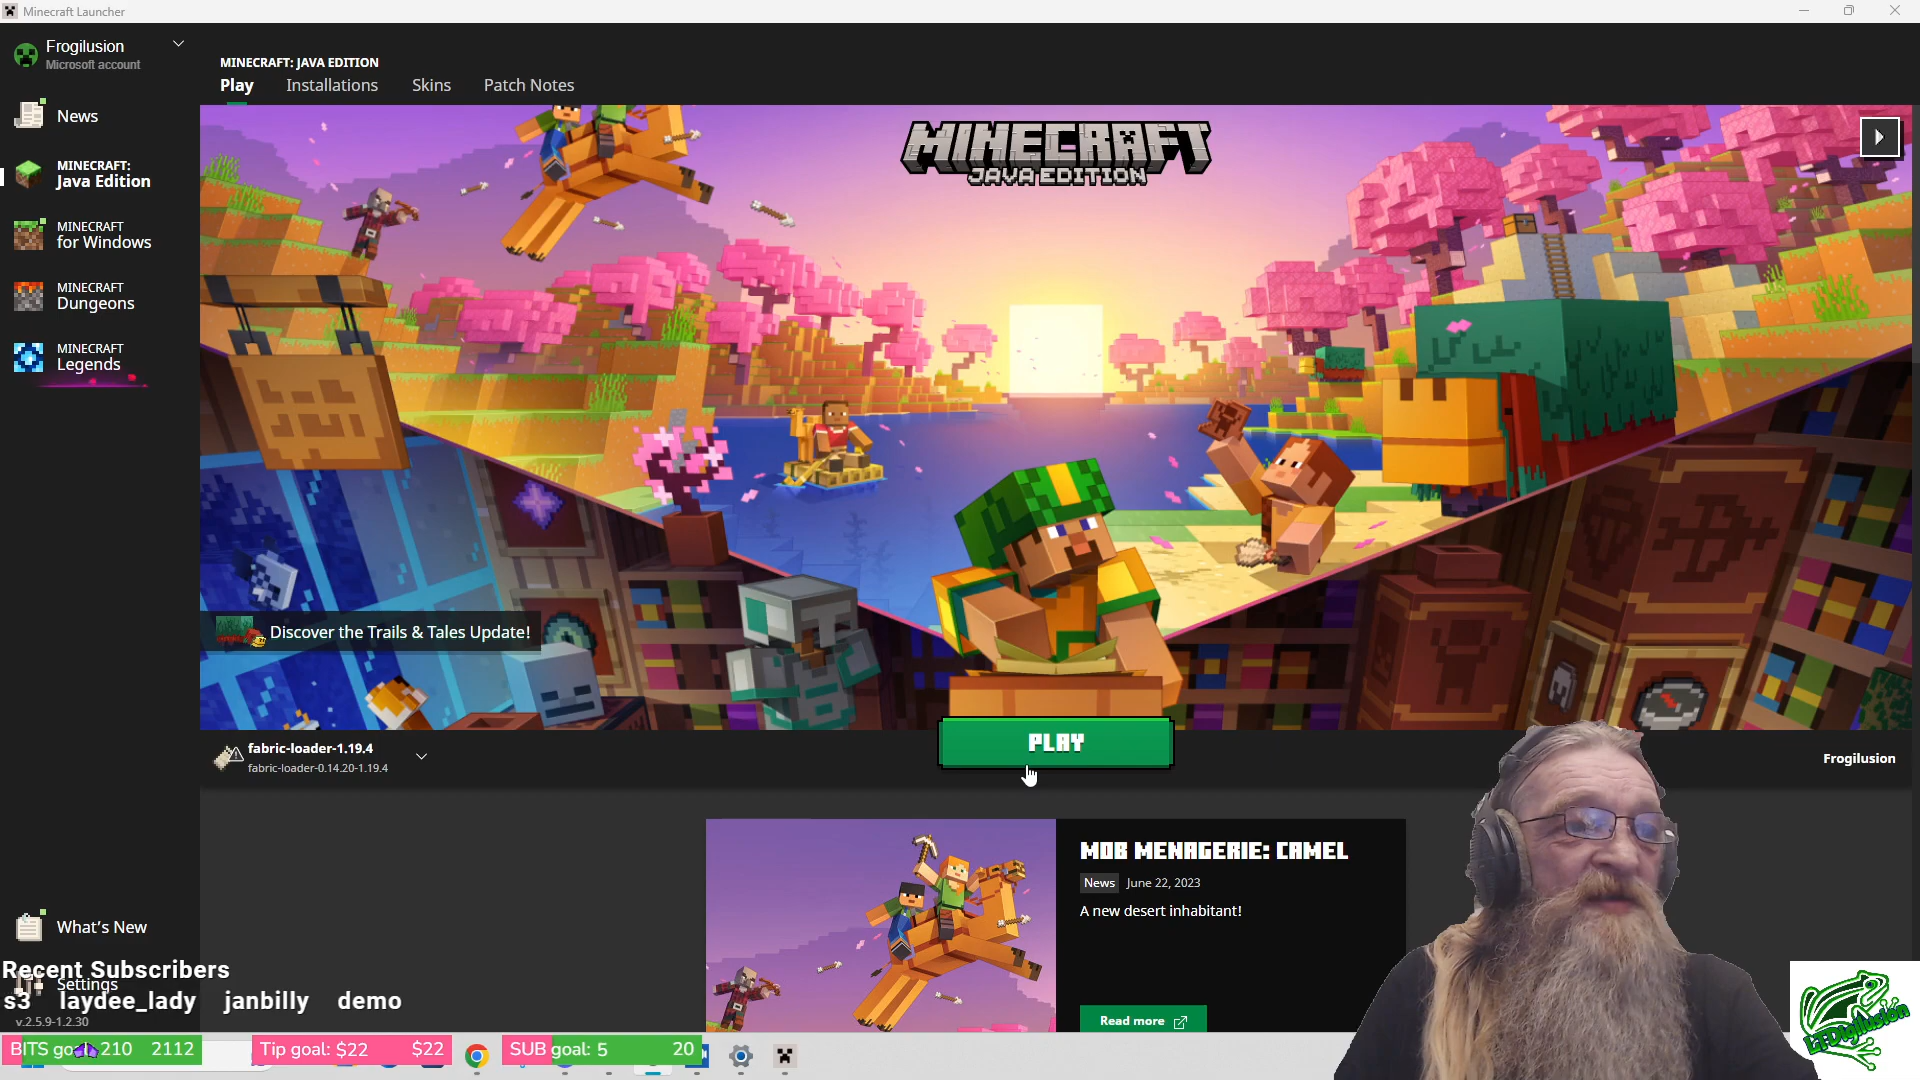 Minecraft Launcher
Frogilusion
Microsoft account
MINECRAFT: JAVA EDITION
Play Installations Skins Patch Notes
News
MINECRAFT:
Java Edition
MINECRAFT
for Windows
MINECRAFT
Dungeons
MINECRAFT
Legends
MINECRAFT
JAVA EDITION
Discover the Trails & Tales Update!
fabric-loader-1.19.4
fabric-loader-0.14.20-1.19.4
PLAY
Frogilusion
MOB MENAGERIE: CAMEL
News June 22, 2023
A new desert inhabitant!
Read more
What's New
Recent Subscribers
Settings
s3 laydee_lady janbilly demo
v.2.5.9-1.2.30
BITS go 210 2112
Tip goal: $22 $22
SUB goal: 5 20